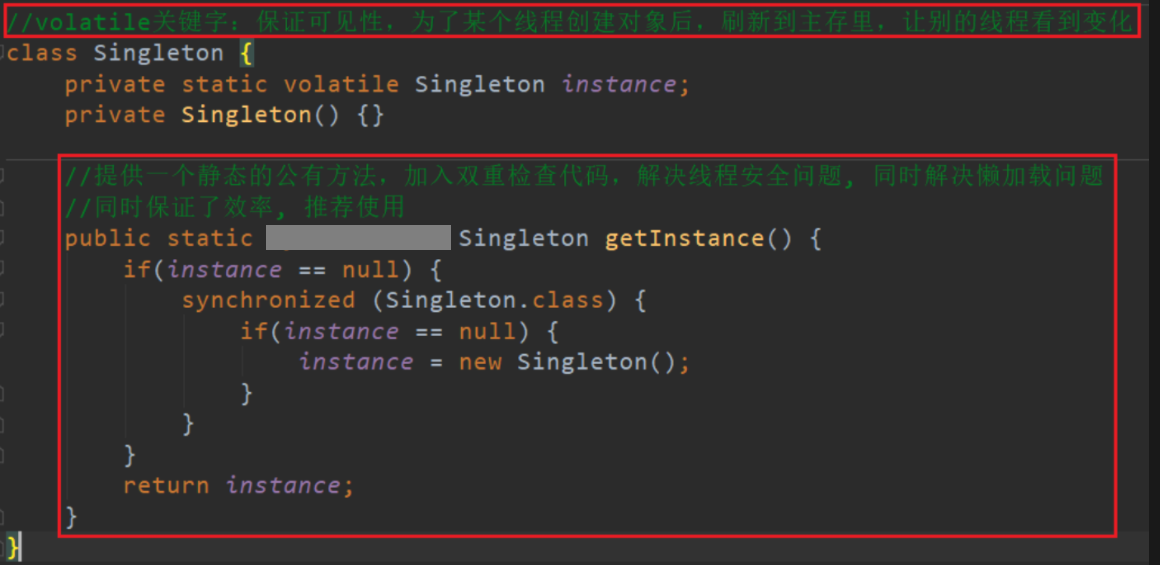 //volatile关键字：保证可见性，为了某个线程创建对象后，刷新到主存里，让别的线程看到变化
class Singleton {
    private static volatile Singleton instance;
    private Singleton() {}
    //提供一个静态的公有方法，加入双重检查代码，解决线程安全问题, 同时解决懒加载问题
    //同时保证了效率, 推荐使用
    public static Singleton getInstance() {
        if(instance == null) {
            synchronized (Singleton.class) {
                if(instance == null) {
                    instance = new Singleton();
                }
            }
        }
        return instance;
    }
}